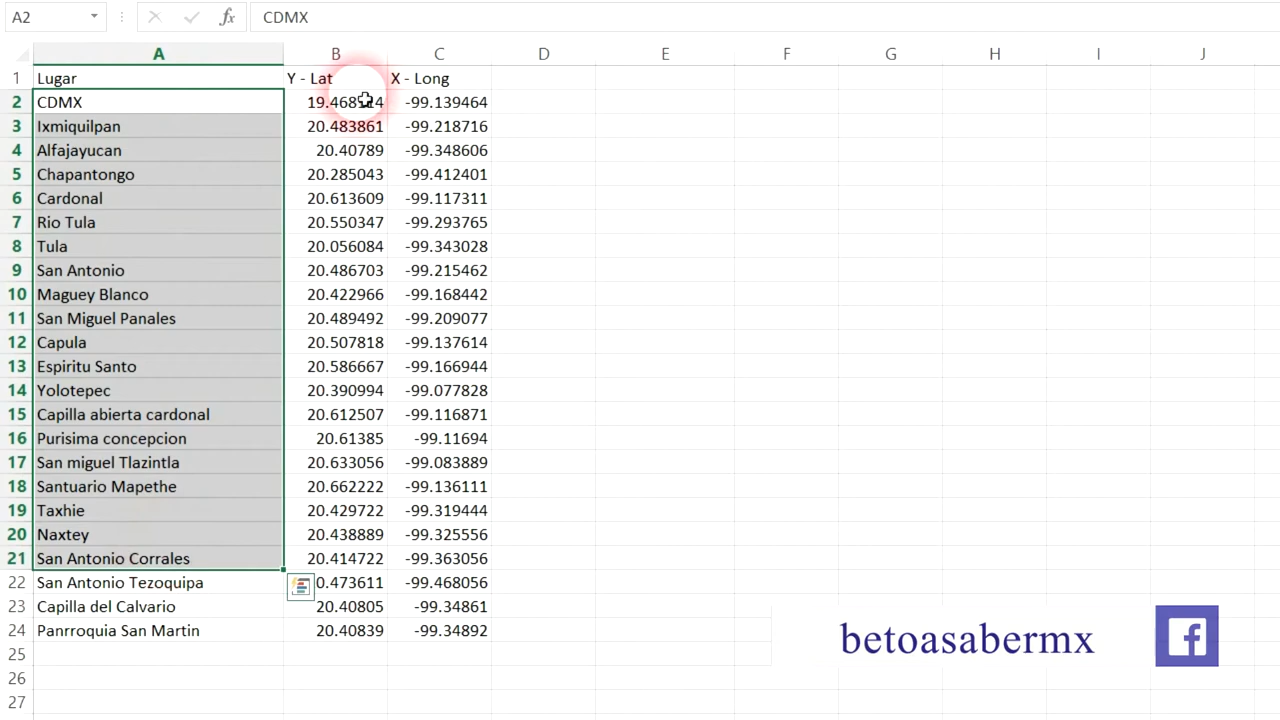 A2 fx CDMX
A B C D E F G H I J
1 Lugar Y - Lat X - Long
2 CDMX -99.139464
3 Ixmiquilpan 20.483861 -99.218716
4 Alfajayucan 20.40789 -99.348606
5 Chapantongo 20.285043 -99.412401
6 Cardonal 20.613609 -99.117311
7 Rio Tula 20.550347 -99.293765
8 Tula 20.056084 -99.343028
9 San Antonio 20.486703 -99.215462
10 Maguey Blanco 20.422966 -99.168442
11 San Miguel Panales 20.489492 -99.209077
12 Capula 20.507818 -99.137614
13 Espiritu Santo 20.586667 -99.166944
14 Yolotepec 20.390994 -99.077828
15 Capilla abierta cardonal 20.612507 -99.116871
16 Purisima concepcion 20.61385 -99.11694
17 San miguel Tlazintla 20.633056 -99.083889
18 Santuario Mapethe 20.662222 -99.136111
19 Taxhie 20.429722 -99.319444
20 Naxtey 20.438889 -99.325556
21 San Antonio Corrales 20.414722 -99.363056
22 San Antonio Tezoquipa 0.473611 -99.468056
23 Capilla del Calvario 20.40805 -99.34861
24 Panrroquia San Martin 20.40839 -99.34892
25
26
27
betoasabermx f